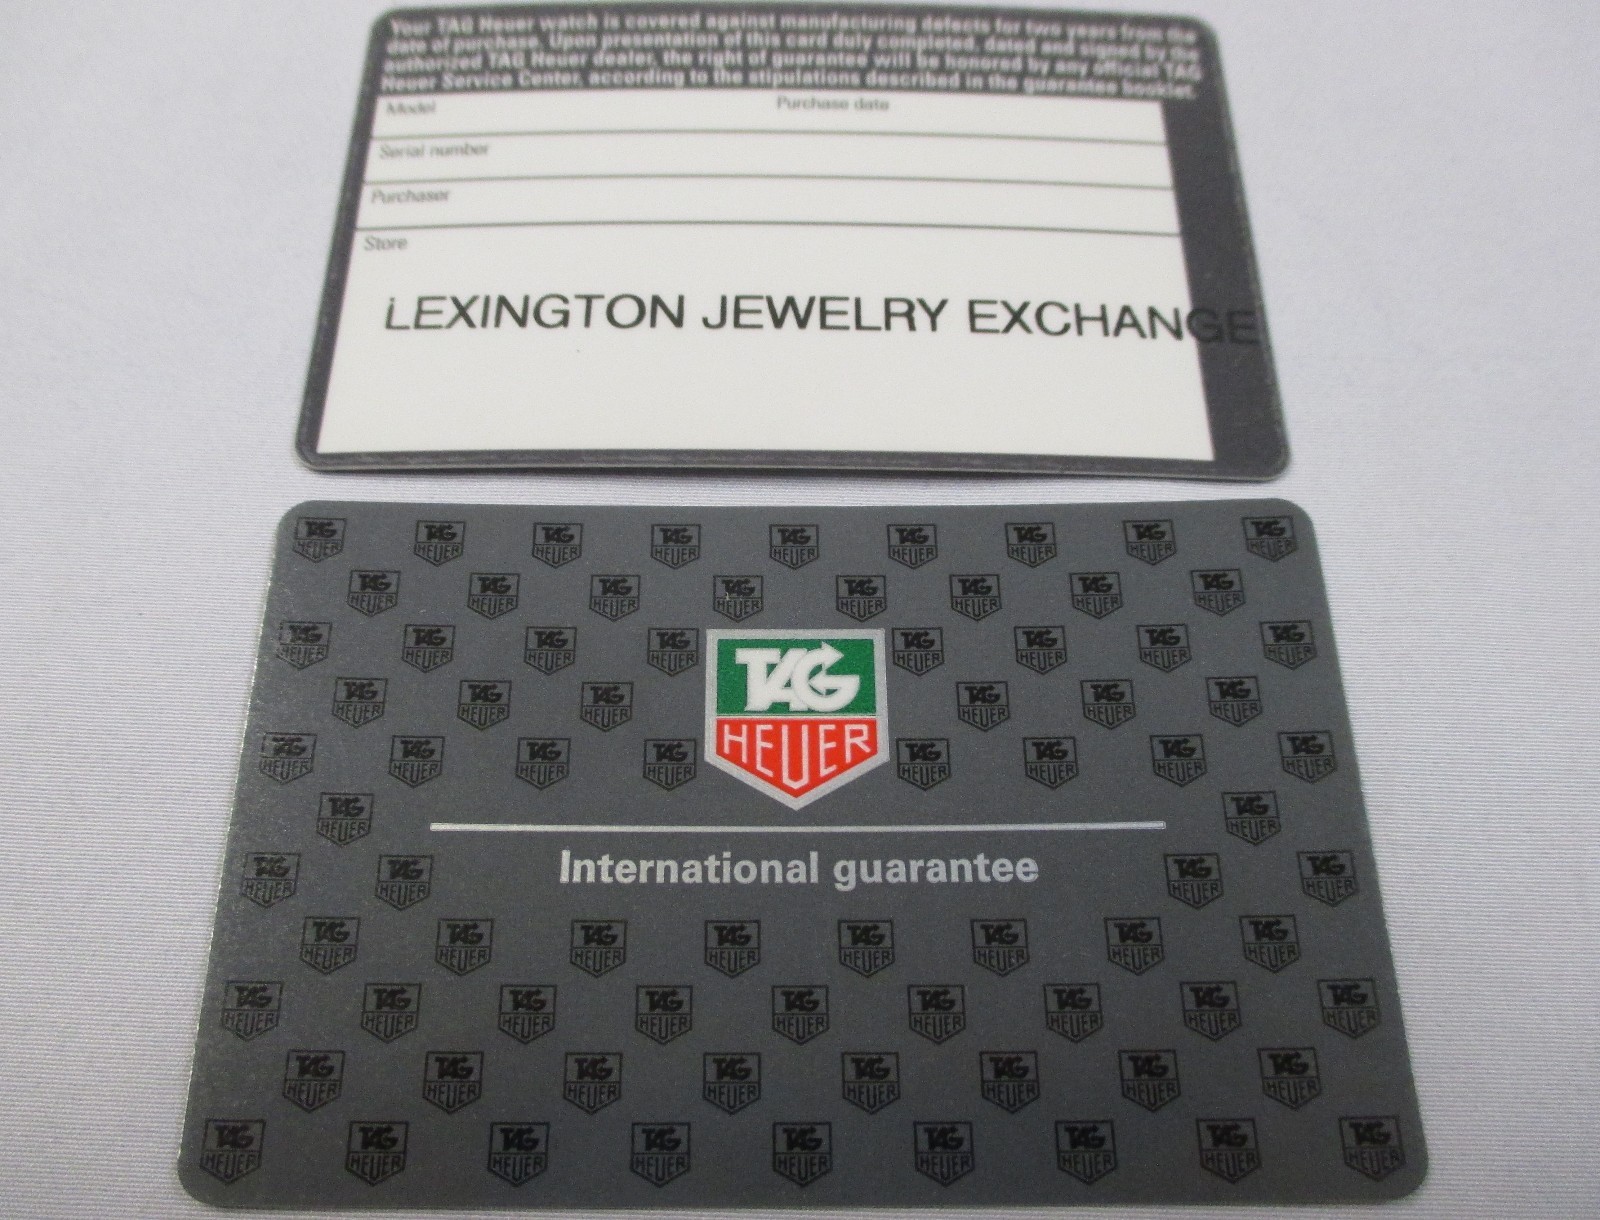 Your TAG Heuer watch is covered against manufacturing defects for two years from the
date of purchase. Upon presentation of this card duly completed, dated and signed by the
authorized TAG Heuer dealer, the right of guarantee will be honored by any official TAG
Heuer Service Center, according to the stipulations described in the guarantee booklet.
Model Purchase date
Serial number
Purchaser
Store
LEXINGTON JEWELRY EXCHANGE
TAG
HEUER
International guarantee